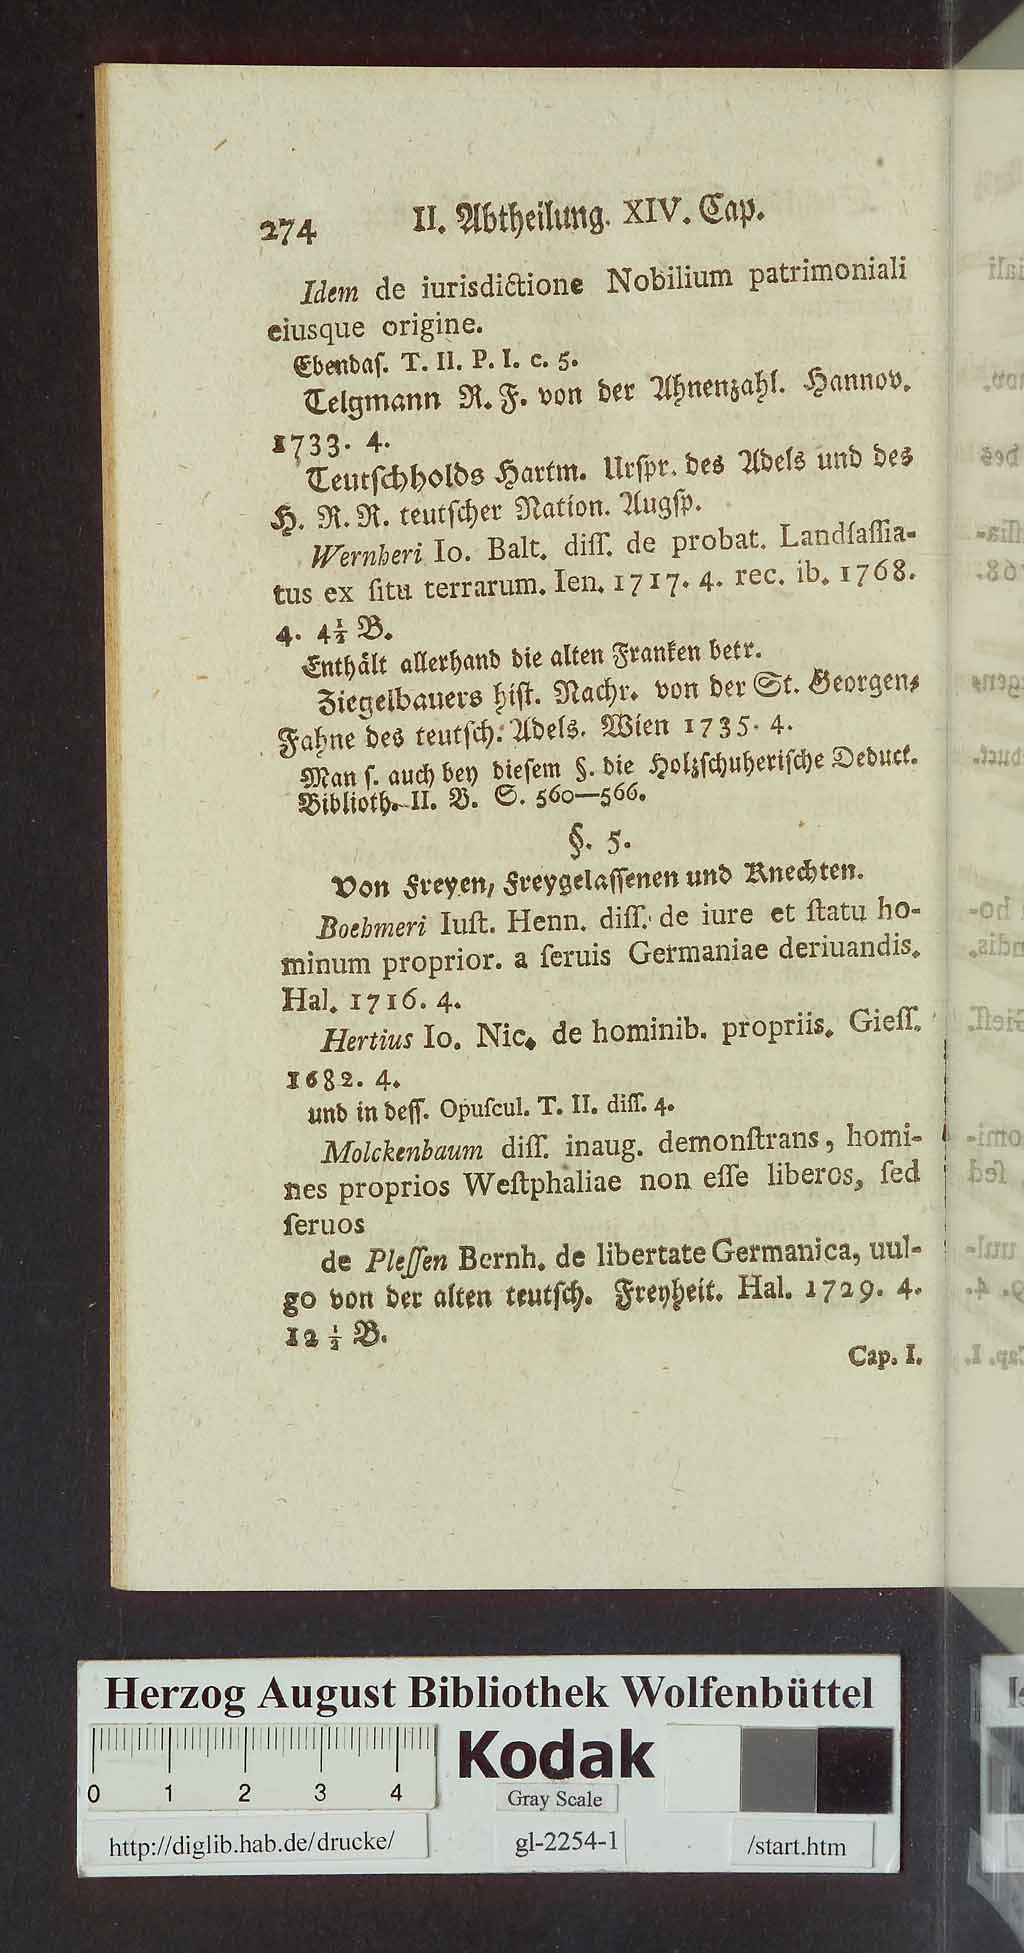 274 II. Abtheilung. XIV. Cap.
Idem de iurisdictione Nobilium patrimoniali
eiusque origine.
Ebendaſ. T. II. P. I. c. 5.
Telgmann R. F. von der Ahnenzahl. Hannov.
1733. 4.
Teutſchholds Hartm. Urſpr. des Adels und des
H. R. R. teutſcher Nation. Augſp.
Wernheri Io. Balt. diſſ. de probat. Landſaſſia-
tus ex ſitu terrarum. Ien. 1717. 4. rec. ib. 1768.
4. 4½ B.
Enthält allerhand die alten Franken betr.
Ziegelbauers hiſt. Nachr. von der St. Georgen-
Fahne des teutſch. Adels. Wien 1735. 4.
Man ſ. auch bey dieſem §. die Holzſchuheriſche Deduct.
Biblioth. II. B. S. 560—566.
§. 5.
Von Freyen, Freygelaſſenen und Knechten.
Boehmeri Iuſt. Henn. diſſ. de iure et ſtatu ho-
minum proprior. a ſeruis Germaniae deriuandis.
Hal. 1716. 4.
Hertius Io. Nic. de hominib. propriis. Gieſſ.
1682. 4.
und in deſſ. Opuſcul. T. II. diſſ. 4.
Molckenbaum diſſ. inaug. demonſtrans, homi-
nes proprios Weſtphaliae non eſſe liberos, ſed
ſeruos
de Pleſſen Bernh. de libertate Germanica, uul-
go von der alten teutſch. Freyheit. Hal. 1729. 4.
12 ½ B.
Cap. I.
Herzog August Bibliothek Wolfenbüttel
0 1 2 3 4
Kodak
Gray Scale
http://diglib.hab.de/drucke/ gl-2254-1 /start.htm